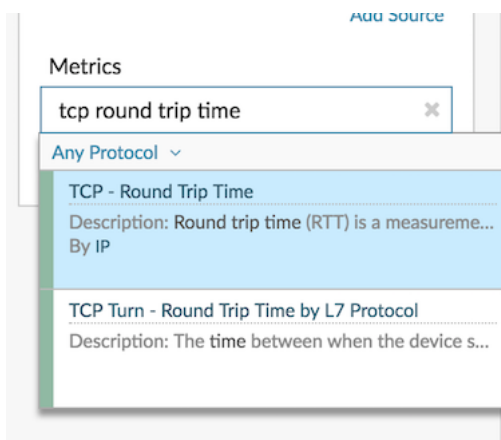 Add Source
Metrics
tcp round trip time
Any Protocol
TCP - Round Trip Time
Description: Round trip time (RTT) is a measureme...
By IP
TCP Turn - Round Trip Time by L7 Protocol
Description: The time between when the device s...